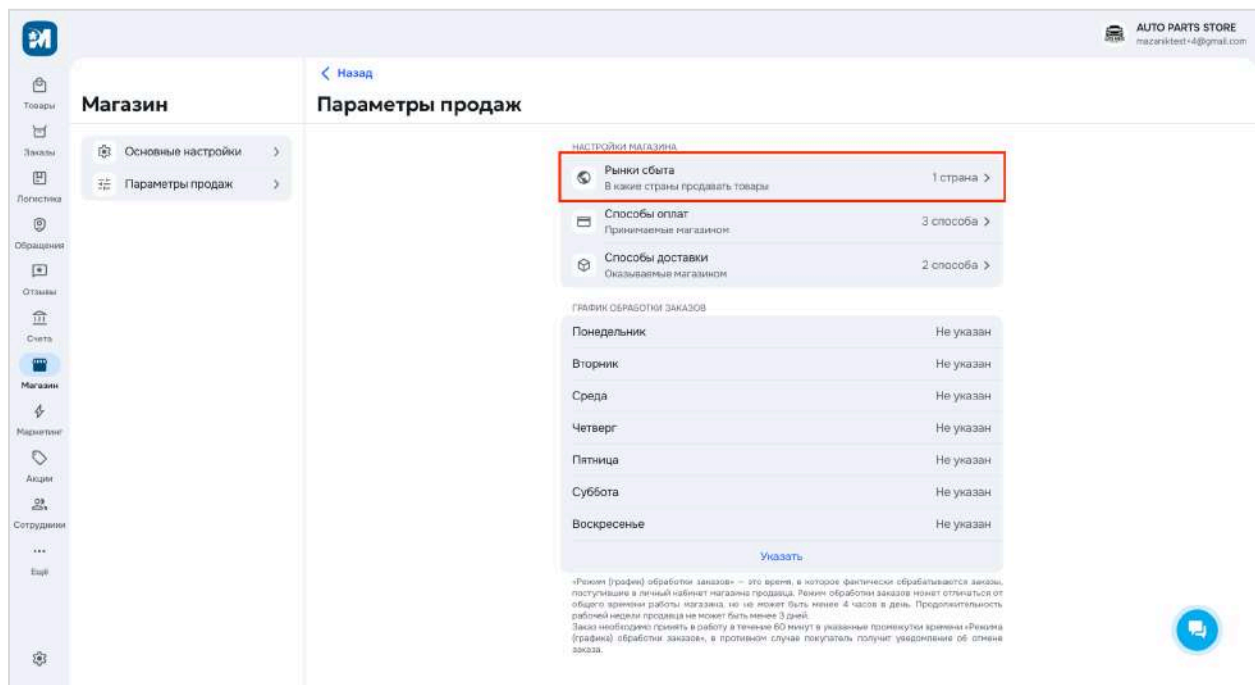 AUTO PARTS STORE
mazaniktest+4@gmail.com
Назад
Товары
Заказы
Логистика
Обращения
Отзывы
Счета
Магазин
Маркетинг
Акции
Сотрудники
Ещё
Магазин
Основные настройки
Параметры продаж
Параметры продаж
НАСТРОЙКИ МАГАЗИНА
Рынки сбыта
В какие страны продавать товары
1 страна
Способы оплат
Принимаемые магазином
3 способа
Способы доставки
Оказываемые магазином
2 способа
ГРАФИК ОБРАБОТКИ ЗАКАЗОВ
Понедельник Не указан
Вторник Не указан
Среда Не указан
Четверг Не указан
Пятница Не указан
Суббота Не указан
Воскресенье Не указан
Указать
«Режим (график) обработки заказов» — это время, в которое фактически обрабатываются заказы,
поступившие в личный кабинет магазина продавца. Режим обработки заказов может отличаться от
общего времени работы магазина, но не может быть менее 4 часов в день. Продолжительность
рабочей недели продавца не может быть менее 3 дней.
Заказ необходимо принять в работу в течение 60 минут в указанные промежутки времени «Режима
(графика) обработки заказов», в противном случае покупатель получит уведомление об отмене
заказа.